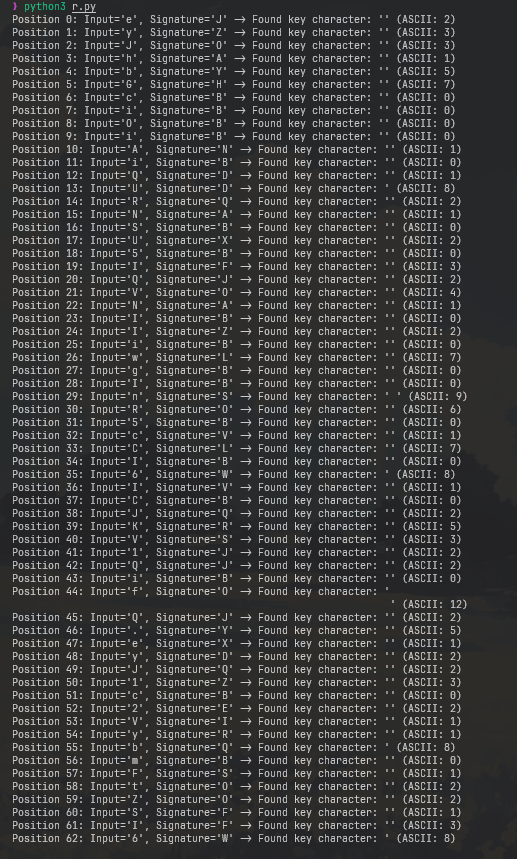 ❯ python3 r.py
Position 0: Input='e', Signature='J' → Found key character: '' (ASCII: 2)
Position 1: Input='y', Signature='Z' → Found key character: '' (ASCII: 3)
Position 2: Input='J', Signature='O' → Found key character: '' (ASCII: 3)
Position 3: Input='h', Signature='A' → Found key character: '' (ASCII: 1)
Position 4: Input='b', Signature='Y' → Found key character: '' (ASCII: 5)
Position 5: Input='G', Signature='H' → Found key character: '' (ASCII: 7)
Position 6: Input='c', Signature='B' → Found key character: '' (ASCII: 0)
Position 7: Input='i', Signature='B' → Found key character: '' (ASCII: 0)
Position 8: Input='O', Signature='B' → Found key character: '' (ASCII: 0)
Position 9: Input='i', Signature='B' → Found key character: '' (ASCII: 0)
Position 10: Input='A', Signature='N' → Found key character: '' (ASCII: 1)
Position 11: Input='i', Signature='B' → Found key character: '' (ASCII: 0)
Position 12: Input='Q', Signature='D' → Found key character: '' (ASCII: 1)
Position 13: Input='U', Signature='D' → Found key character: ' (ASCII: 8)
Position 14: Input='R', Signature='Q' → Found key character: '' (ASCII: 2)
Position 15: Input='N', Signature='A' → Found key character: '' (ASCII: 1)
Position 16: Input='S', Signature='B' → Found key character: '' (ASCII: 0)
Position 17: Input='U', Signature='X' → Found key character: '' (ASCII: 2)
Position 18: Input='5', Signature='B' → Found key character: '' (ASCII: 0)
Position 19: Input='I', Signature='F' → Found key character: '' (ASCII: 3)
Position 20: Input='Q', Signature='J' → Found key character: '' (ASCII: 2)
Position 21: Input='V', Signature='O' → Found key character: '' (ASCII: 4)
Position 22: Input='N', Signature='A' → Found key character: '' (ASCII: 1)
Position 23: Input='I', Signature='B' → Found key character: '' (ASCII: 0)
Position 24: Input='I', Signature='Z' → Found key character: '' (ASCII: 2)
Position 25: Input='i', Signature='B' → Found key character: '' (ASCII: 0)
Position 26: Input='w', Signature='L' → Found key character: '' (ASCII: 7)
Position 27: Input='g', Signature='B' → Found key character: '' (ASCII: 0)
Position 28: Input='I', Signature='B' → Found key character: '' (ASCII: 0)
Position 29: Input='n', Signature='S' → Found key character: ' ' (ASCII: 9)
Position 30: Input='R', Signature='O' → Found key character: '' (ASCII: 6)
Position 31: Input='5', Signature='B' → Found key character: '' (ASCII: 0)
Position 32: Input='c', Signature='V' → Found key character: '' (ASCII: 1)
Position 33: Input='C', Signature='L' → Found key character: '' (ASCII: 7)
Position 34: Input='I', Signature='B' → Found key character: '' (ASCII: 0)
Position 35: Input='6', Signature='W' → Found key character: ' (ASCII: 8)
Position 36: Input='I', Signature='V' → Found key character: '' (ASCII: 1)
Position 37: Input='C', Signature='B' → Found key character: '' (ASCII: 0)
Position 38: Input='J', Signature='Q' → Found key character: '' (ASCII: 2)
Position 39: Input='K', Signature='R' → Found key character: '' (ASCII: 5)
Position 40: Input='V', Signature='S' → Found key character: '' (ASCII: 3)
Position 41: Input='1', Signature='J' → Found key character: '' (ASCII: 2)
Position 42: Input='Q', Signature='J' → Found key character: '' (ASCII: 2)
Position 43: Input='i', Signature='B' → Found key character: '' (ASCII: 0)
Position 44: Input='f', Signature='O' → Found key character: '
' (ASCII: 12)
Position 45: Input='Q', Signature='J' → Found key character: '' (ASCII: 2)
Position 46: Input='.', Signature='Y' → Found key character: '' (ASCII: 5)
Position 47: Input='e', Signature='X' → Found key character: '' (ASCII: 1)
Position 48: Input='y', Signature='D' → Found key character: '' (ASCII: 2)
Position 49: Input='J', Signature='Q' → Found key character: '' (ASCII: 2)
Position 50: Input='1', Signature='Z' → Found key character: '' (ASCII: 3)
Position 51: Input='c', Signature='B' → Found key character: '' (ASCII: 0)
Position 52: Input='2', Signature='E' → Found key character: '' (ASCII: 2)
Position 53: Input='V', Signature='I' → Found key character: '' (ASCII: 1)
Position 54: Input='y', Signature='R' → Found key character: '' (ASCII: 1)
Position 55: Input='b', Signature='Q' → Found key character: ' (ASCII: 8)
Position 56: Input='m', Signature='B' → Found key character: '' (ASCII: 0)
Position 57: Input='F', Signature='S' → Found key character: '' (ASCII: 1)
Position 58: Input='t', Signature='O' → Found key character: '' (ASCII: 2)
Position 59: Input='Z', Signature='O' → Found key character: '' (ASCII: 2)
Position 60: Input='S', Signature='F' → Found key character: '' (ASCII: 1)
Position 61: Input='I', Signature='F' → Found key character: '' (ASCII: 3)
Position 62: Input='6', Signature='W' → Found key character: ' (ASCII: 8)